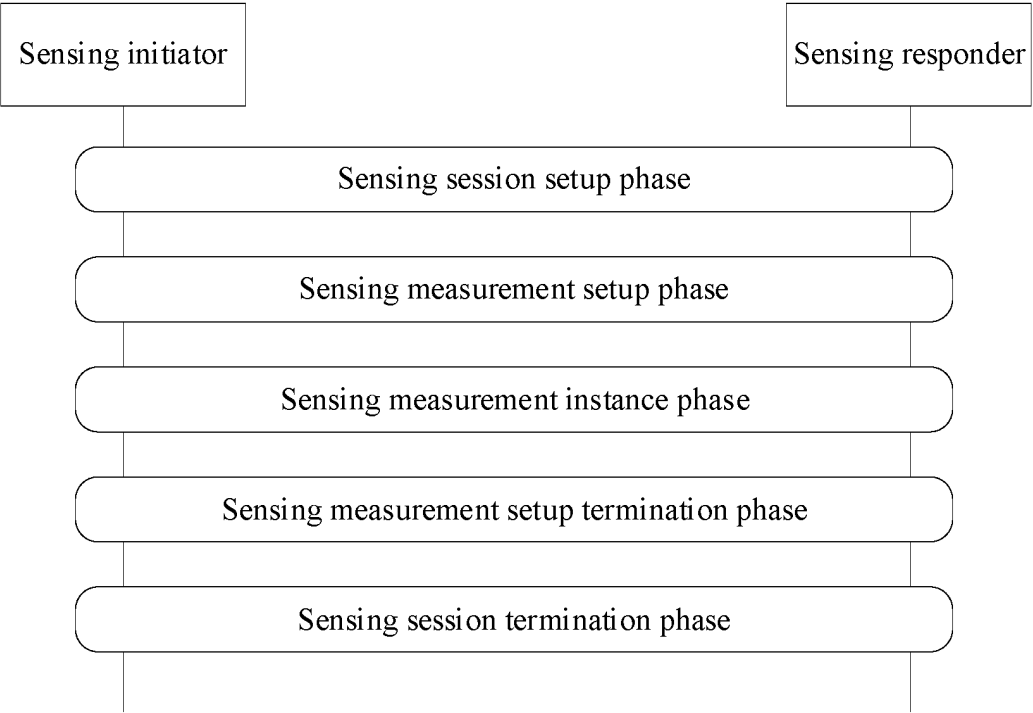 Sensing initiator
Sensing responder
Sensing session setup phase
Sensing measurement setup phase
Sensing measurement instance phase
Sensing measurement setup termination phase
Sensing session termination phase